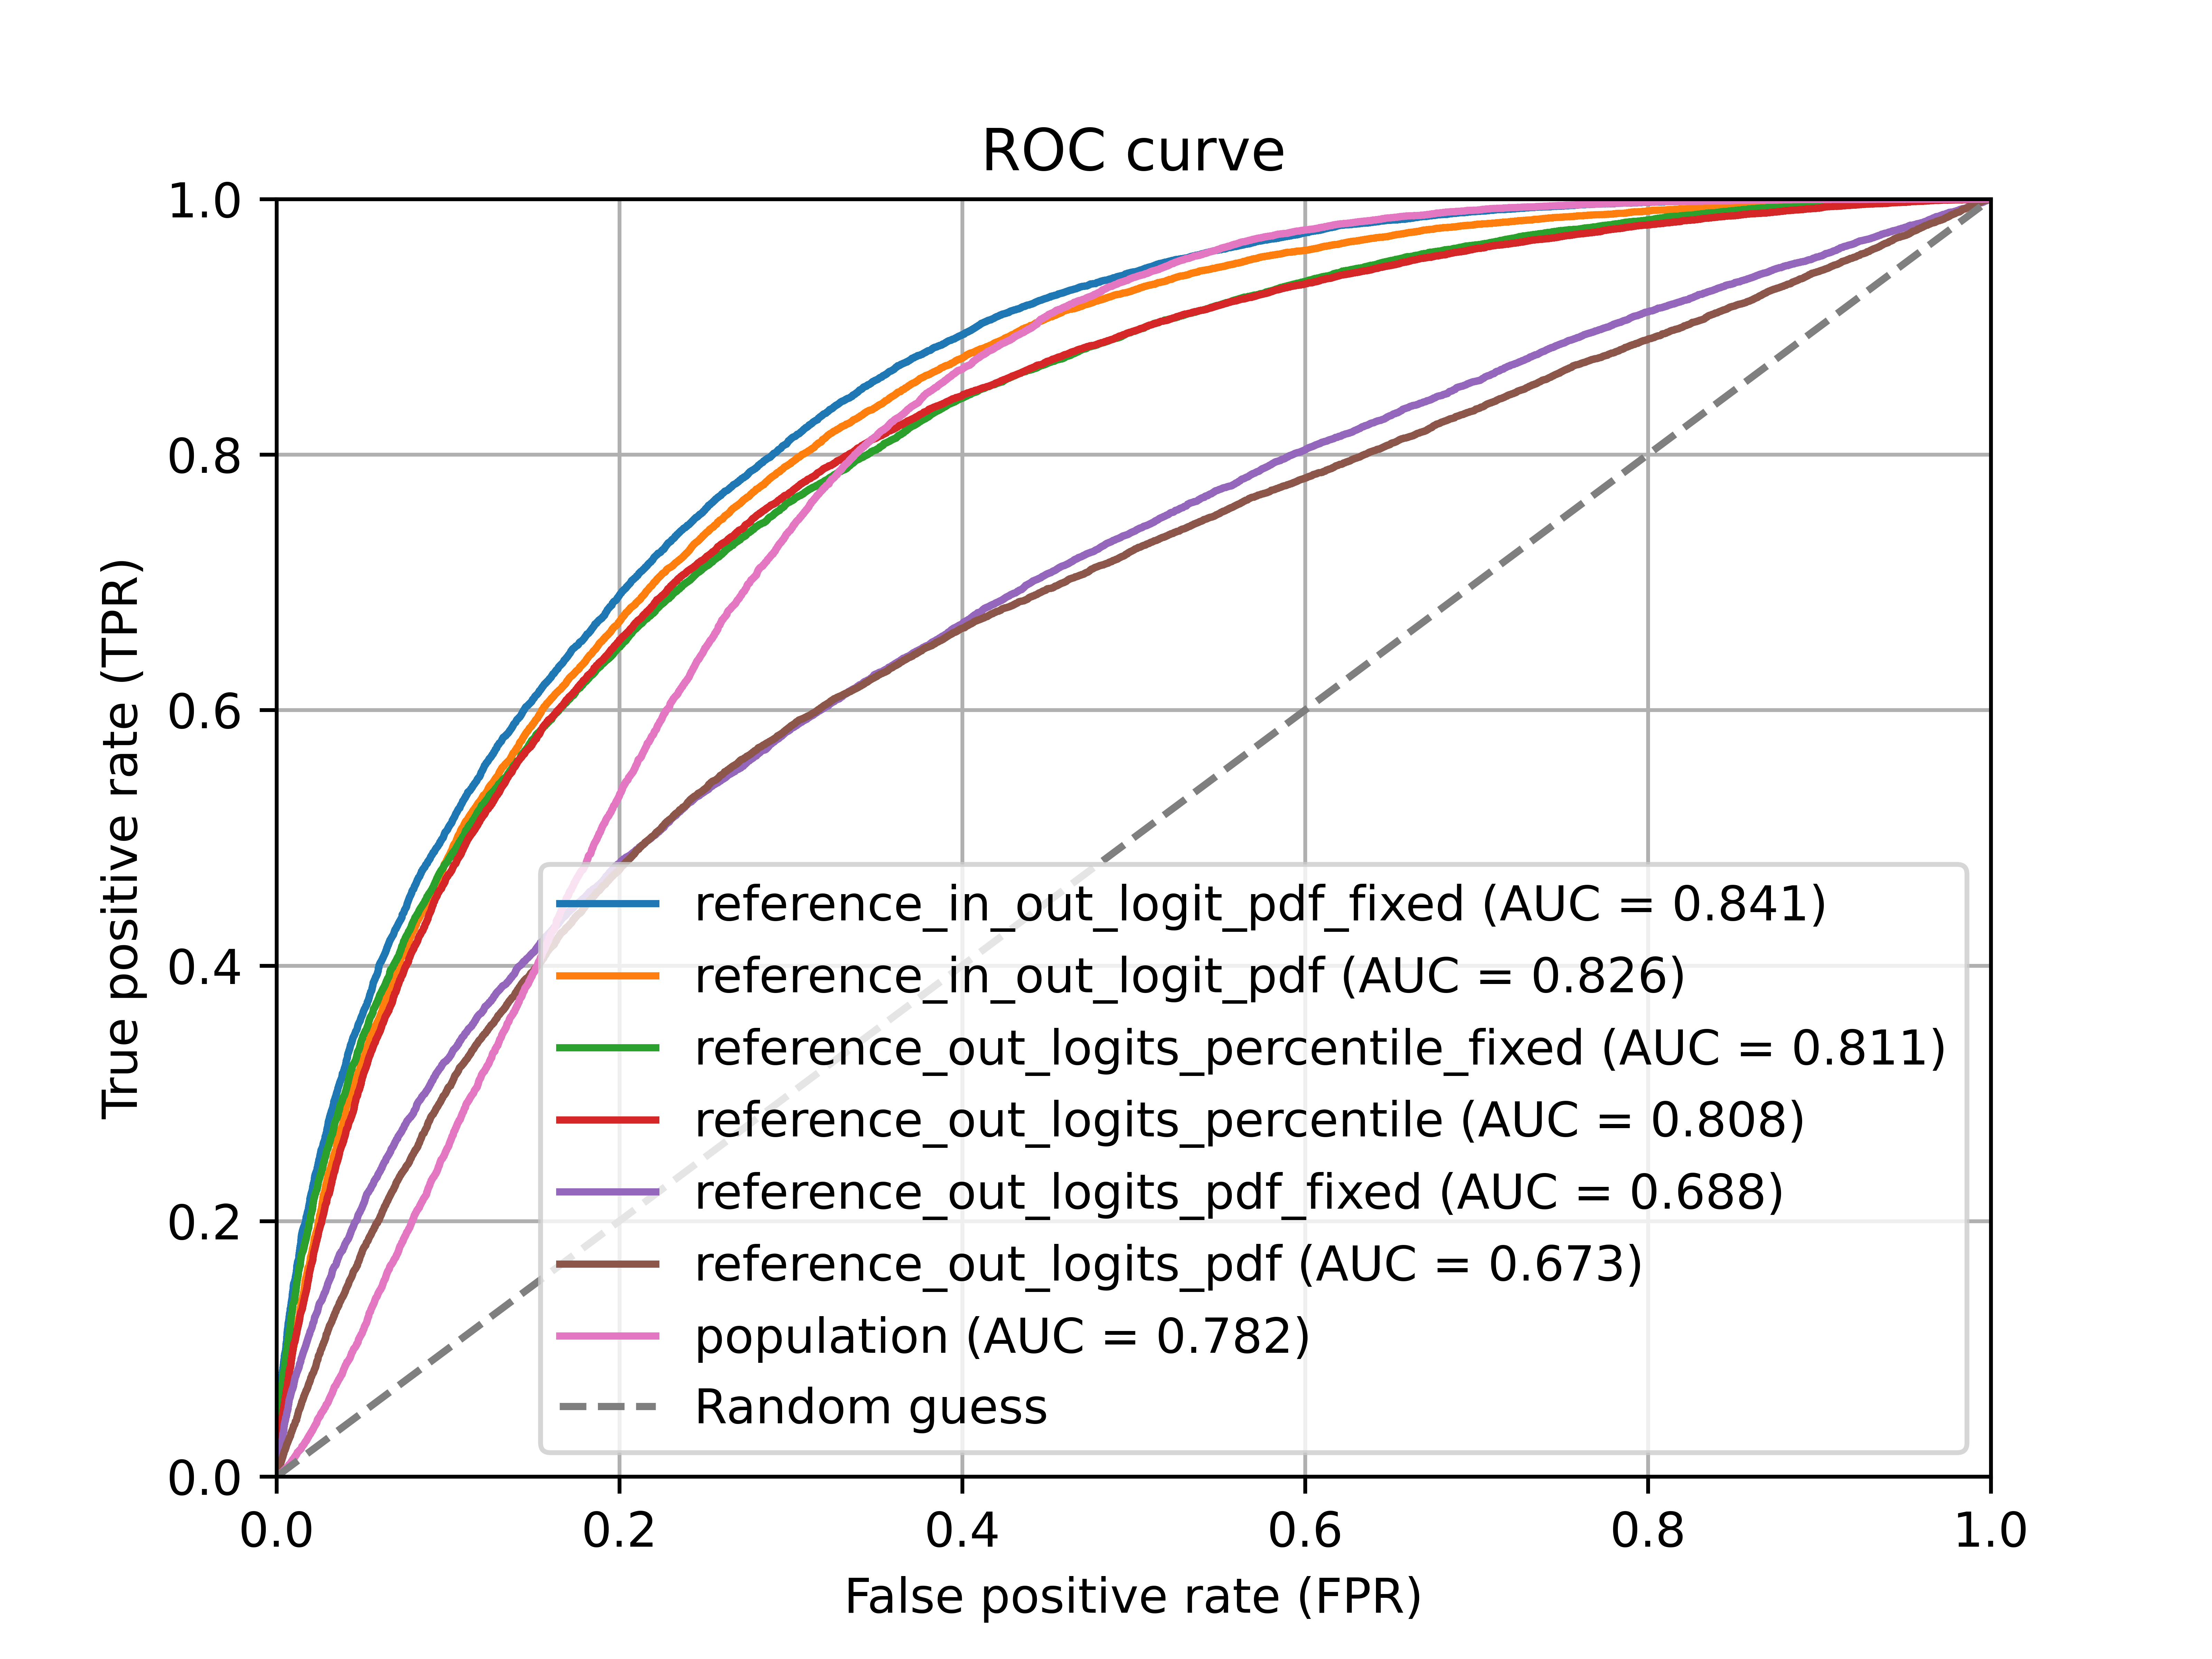 ROC curve
1.0
0.8
0.6
0.4
0.2
0.0
True positive rate (TPR)
reference_in_out_logit_pdf_fixed (AUC = 0.841)
reference_in_out_logit_pdf (AUC = 0.826)
reference_out_logits_percentile_fixed (AUC = 0.811)
reference_out_logits_percentile (AUC = 0.808)
reference_out_logits_pdf_fixed (AUC = 0.688)
reference_out_logits_pdf (AUC = 0.673)
population (AUC = 0.782)
Random guess
0.0 0.2 0.4 0.6 0.8 1.0
False positive rate (FPR)